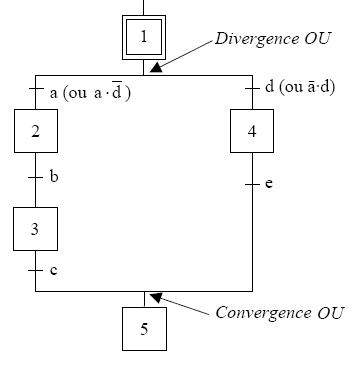 1
Divergence OU
a (ou a · d̅ )
d (ou ā·d)
2
4
b
e
3
c
Convergence OU
5